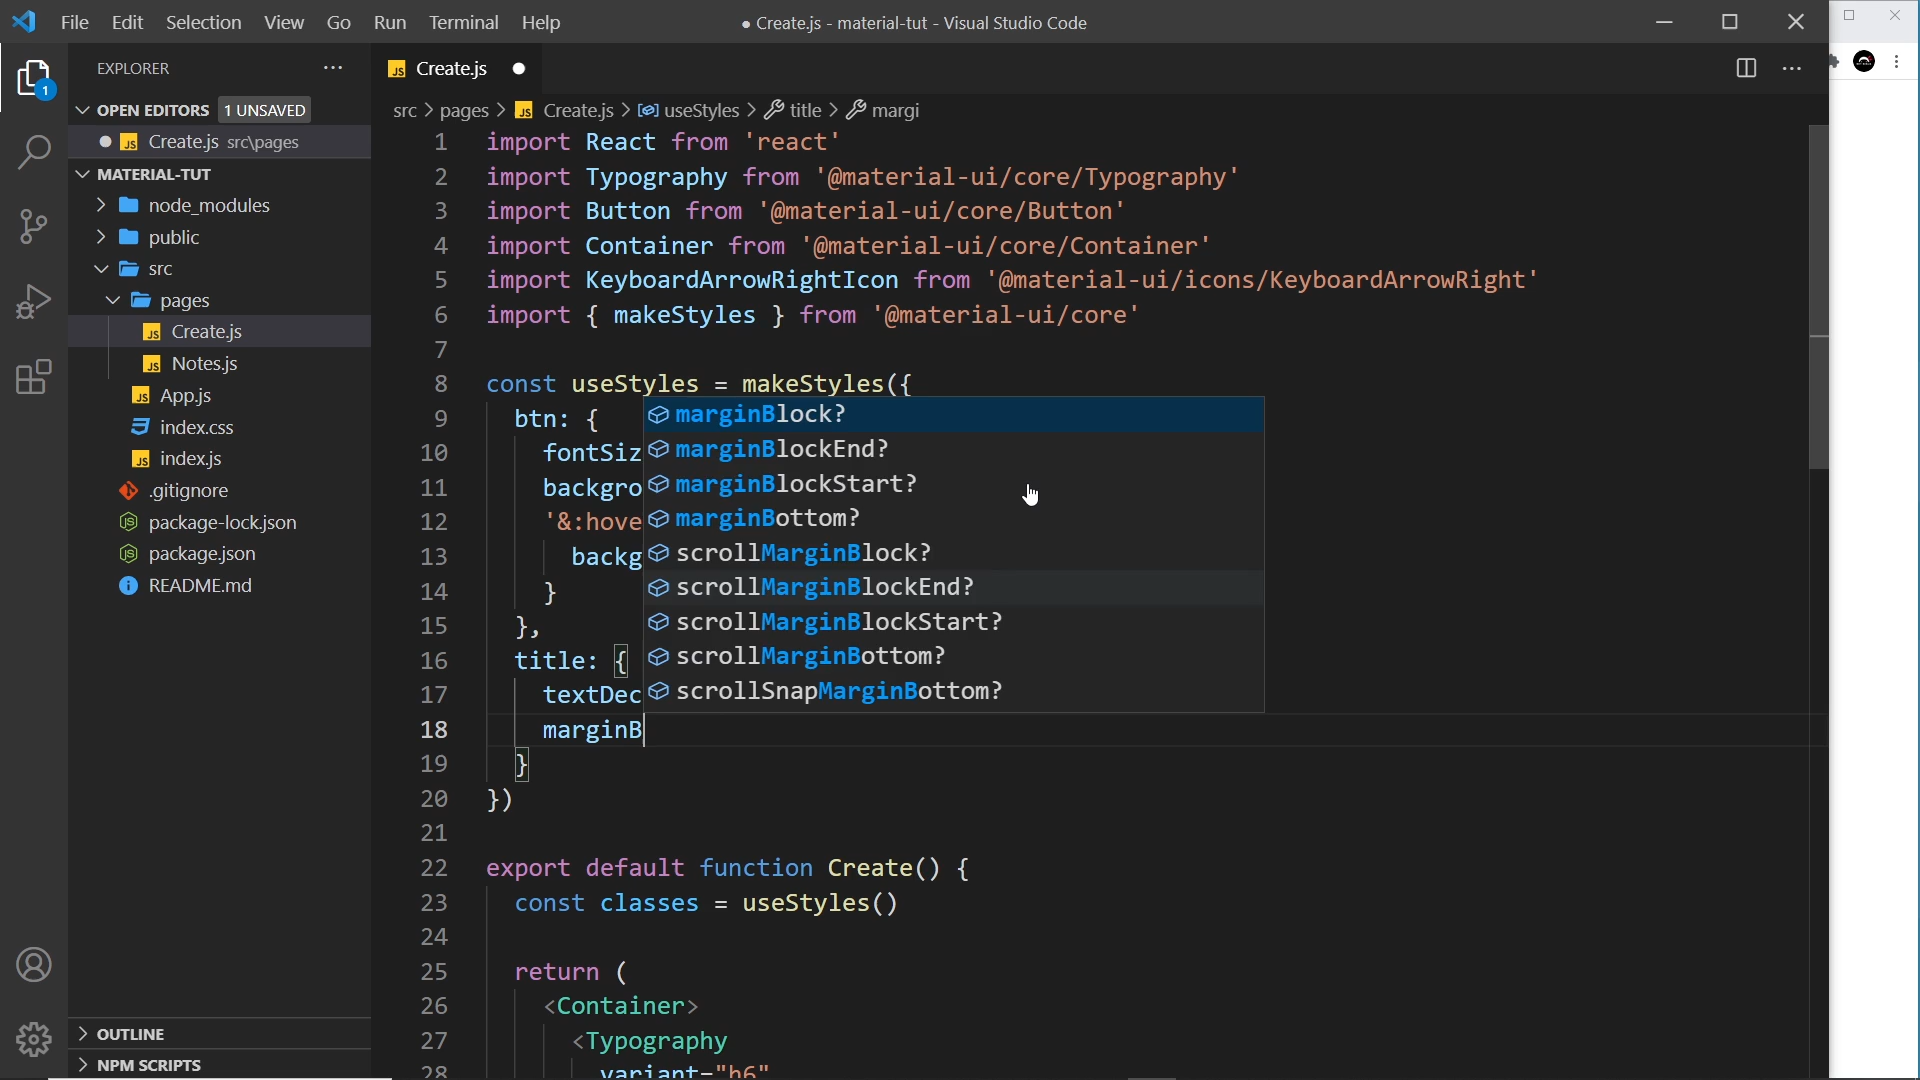 File Edit Selection View Go Run Terminal Help
● Create.js - material-tut - Visual Studio Code
EXPLORER ···
OPEN EDITORS 1 UNSAVED
JS Create.js src\pages
MATERIAL-TUT
node_modules
public
src
pages
JS Create.js
JS Notes.js
JS App.js
index.css
JS index.js
.gitignore
package-lock.json
package.json
README.md
OUTLINE
NPM SCRIPTS
1
JS Create.js
src > pages > JS Create.js > useStyles > title > margi
1 import React from 'react'
2 import Typography from '@material-ui/core/Typography'
3 import Button from '@material-ui/core/Button'
4 import Container from '@material-ui/core/Container'
5 import KeyboardArrowRightIcon from '@material-ui/icons/KeyboardArrowRight'
6 import { makeStyles } from '@material-ui/core'
7
8 const useStyles = makeStyles({
9 btn: {
10 fontSiz
11 backgro
12 '&:hove
13 backg
14 }
15 },
16 title: {
17 textDec
18 marginB
19 }
20 })
21
22 export default function Create() {
23 const classes = useStyles()
24
25 return (
26 <Container>
27 <Typography
28 variant="h6"
marginBlock?
marginBlockEnd?
marginBlockStart?
marginBottom?
scrollMarginBlock?
scrollMarginBlockEnd?
scrollMarginBlockStart?
scrollMarginBottom?
scrollSnapMarginBottom?